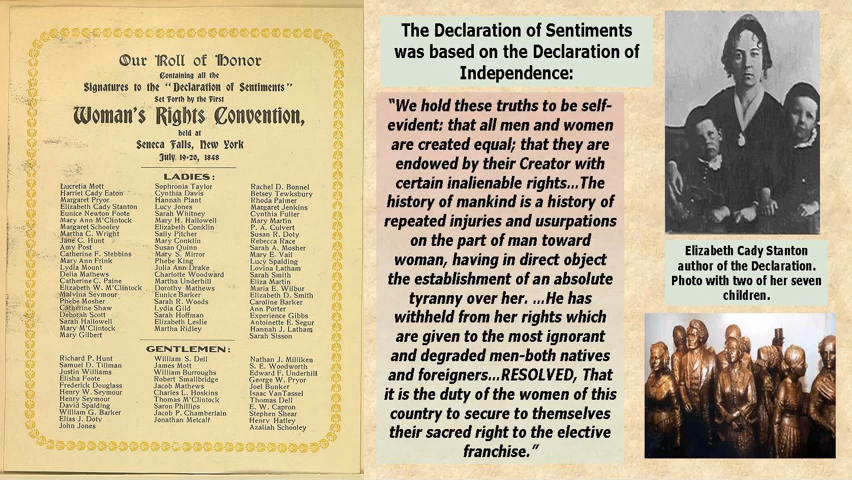 Our Roll of Honor
Containing all the
Signatures to the "Declaration of Sentiments"
Set Forth by the First
Woman's Rights Convention,
held at
Seneca Falls, New York
July 19-20, 1848
LADIES:
Lucretia Mott
Harriet Cady Eaton
Margaret Pryor
Elizabeth Cady Stanton
Eunice Newton Foote
Mary Ann M'Clintock
Margaret Schooley
Martha C. Wright
Jane C. Hunt
Amy Post
Catherine F. Stebbins
Mary Ann Frink
Lydia Mount
Delia Mathews
Catherine C. Paine
Elizabeth W. M'Clintock
Malvina Seymour
Phebe Mosher
Catherine Shaw
Deborah Scott
Sarah Hallowell
Mary M'Clintock
Mary Gilbert
Sophronia Taylor
Cynthia Davis
Hannah Plant
Lucy Jones
Sarah Whitney
Mary H. Hallowell
Elizabeth Conklin
Sally Pitcher
Mary Conklin
Susan Quinn
Mary S. Mirror
Phebe King
Julia Ann Drake
Charlotte Woodward
Martha Underhill
Dorothy Mathews
Eunice Barker
Sarah R. Woods
Lydia Gild
Sarah Hoffman
Elizabeth Leslie
Martha Ridley
Rachel D. Bonnel
Betsey Tewksbury
Rhoda Palmer
Margaret Jenkins
Cynthia Fuller
Mary Martin
P. A. Culvert
Susan R. Doty
Rebecca Race
Sarah A. Mosher
Mary E. Vail
Lucy Spalding
Lovina Latham
Sarah Smith
Eliza Martin
Maria E. Wilbur
Elizabeth D. Smith
Caroline Barker
Ann Porter
Experience Gibbs
Antoinette E. Segur
Hannah J. Latham
Sarah Sisson
GENTLEMEN:
Richard P. Hunt
Samuel D. Tillman
Justin Williams
Elisha Foote
Frederick Douglass
Henry W. Seymour
Henry Seymour
David Spalding
William G. Barker
Elias J. Doty
John Jones
William S. Dell
James Mott
William Burroughs
Robert Smallbridge
Jacob Mathews
Charles L. Hoskins
Thomas M'Clintock
Saron Phillips
Jacob P. Chamberlain
Jonathan Metcalf
Nathan J. Milliken
S. E. Woodworth
Edward F. Underhill
George W. Pryor
Joel Bunker
Isaac VanTassel
Thomas Dell
E. W. Capron
Stephen Shear
Henry Hatley
Azaliah Schooley
The Declaration of Sentiments
was based on the Declaration of
Independence:
"We hold these truths to be self-
evident: that all men and women
are created equal; that they are
endowed by their Creator with
certain inalienable rights...The
history of mankind is a history of
repeated injuries and usurpations
on the part of man toward
woman, having in direct object
the establishment of an absolute
tyranny over her. ...He has
withheld from her rights which
are given to the most ignorant
and degraded men-both natives
and foreigners...RESOLVED, That
it is the duty of the women of this
country to secure to themselves
their sacred right to the elective
franchise."
Elizabeth Cady Stanton
author of the Declaration.
Photo with two of her seven
children.